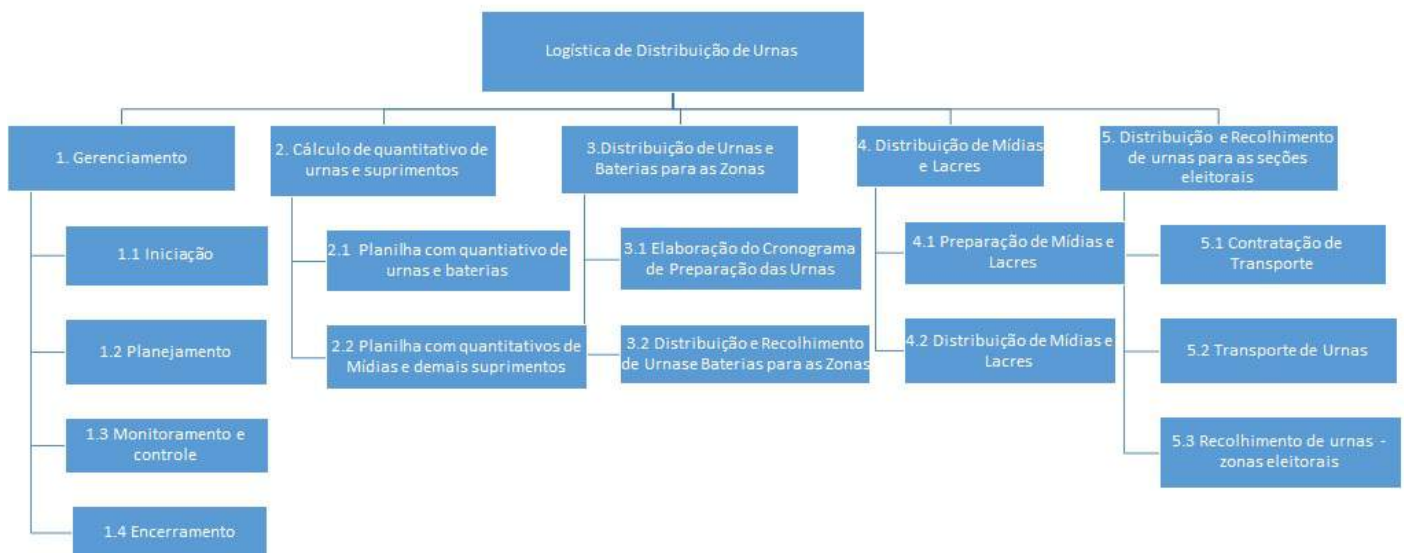 Logística de Distribuição de Urnas
1. Gerenciamento
1.1 Iniciação
1.2 Planejamento
1.3 Monitoramento e
controle
1.4 Encerramento
2. Cálculo de quantitativo de
urnas e suprimentos
2.1 Planilha com quantiativo de
urnas e baterias
2.2 Planilha com quantitativos de
Mídias e demais suprimentos
3.Distribuição de Urnas e
Baterias para as Zonas
3.1 Elaboração do Cronograma
de Preparação das Urnas
3.2 Distribuição e Recolhimento
de Urnase Baterias para as Zonas
4. Distribuição de Mídias
e Lacres
4.1 Preparação de Mídias e
Lacres
4.2 Distribuição de Mídias e
Lacres
5. Distribuição e Recolhimento
de urnas para as seções
eleitorais
5.1 Contratação de
Transporte
5.2 Transporte de Urnas
5.3 Recolhimento de urnas -
zonas eleitorais